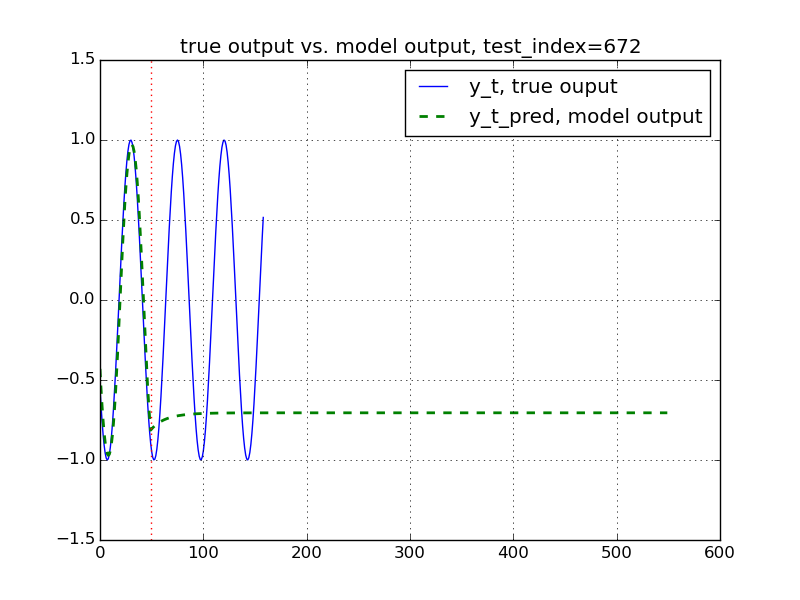 true output vs. model output, test_index=672
y_t, true ouput
y_t_pred, model output
1.5
1.0
0.5
0.0
−0.5
−1.0
−1.5
0 100 200 300 400 500 600